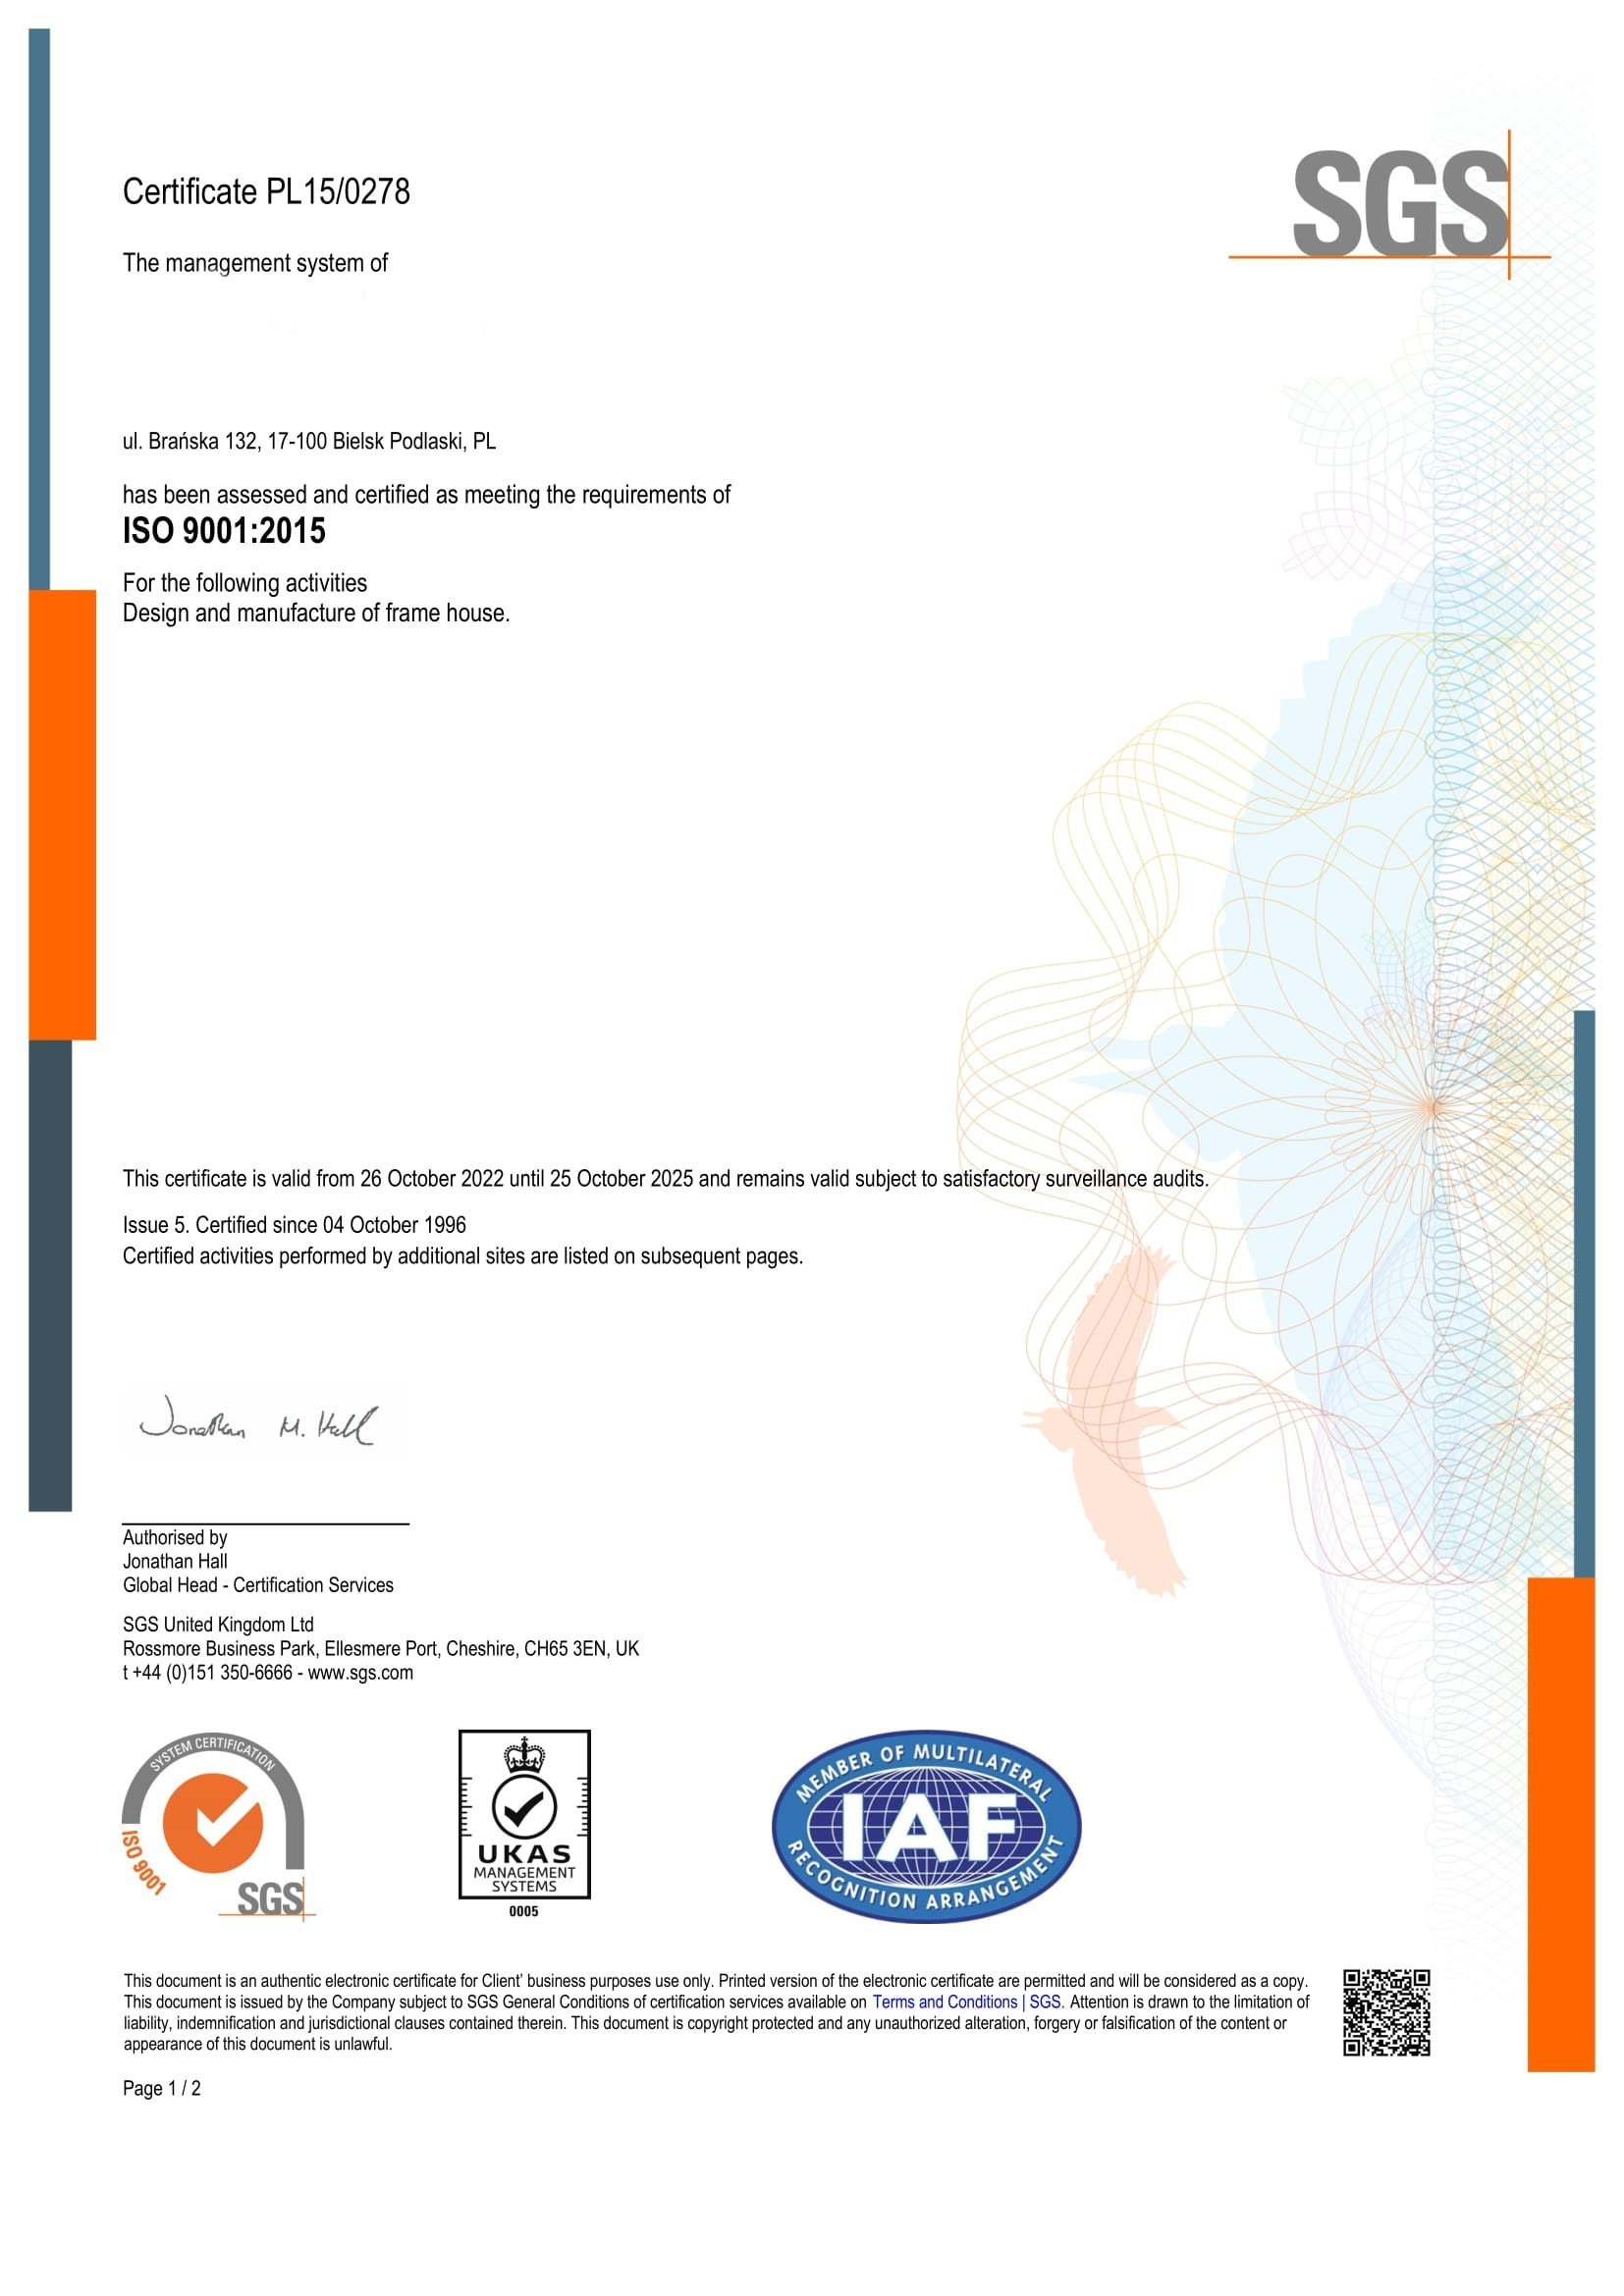 SGS
Certificate PL15/0278
The management system of
ul. Brańska 132, 17-100 Bielsk Podlaski, PL
has been assessed and certified as meeting the requirements of
ISO 9001:2015
For the following activities
Design and manufacture of frame house.
This certificate is valid from 26 October 2022 until 25 October 2025 and remains valid subject to satisfactory surveillance audits.
Issue 5. Certified since 04 October 1996
Certified activities performed by additional sites are listed on subsequent pages.
Jonathan M. Hall
Authorised by
Jonathan Hall
Global Head - Certification Services
SGS United Kingdom Ltd
Rossmore Business Park, Ellesmere Port, Cheshire, CH65 3EN, UK
t +44 (0)151 350-6666 - www.sgs.com
SYSTEM CERTIFICATION
ISO 9001
SGS
UKAS
MANAGEMENT
SYSTEMS
0005
MEMBER OF MULTILATERAL
IAF
RECOGNITION ARRANGEMENT
This document is an authentic electronic certificate for Client' business purposes use only. Printed version of the electronic certificate are permitted and will be considered as a copy.
This document is issued by the Company subject to SGS General Conditions of certification services available on Terms and Conditions | SGS. Attention is drawn to the limitation of
liability, indemnification and jurisdictional clauses contained therein. This document is copyright protected and any unauthorized alteration, forgery or falsification of the content or
appearance of this document is unlawful.
Page 1 / 2